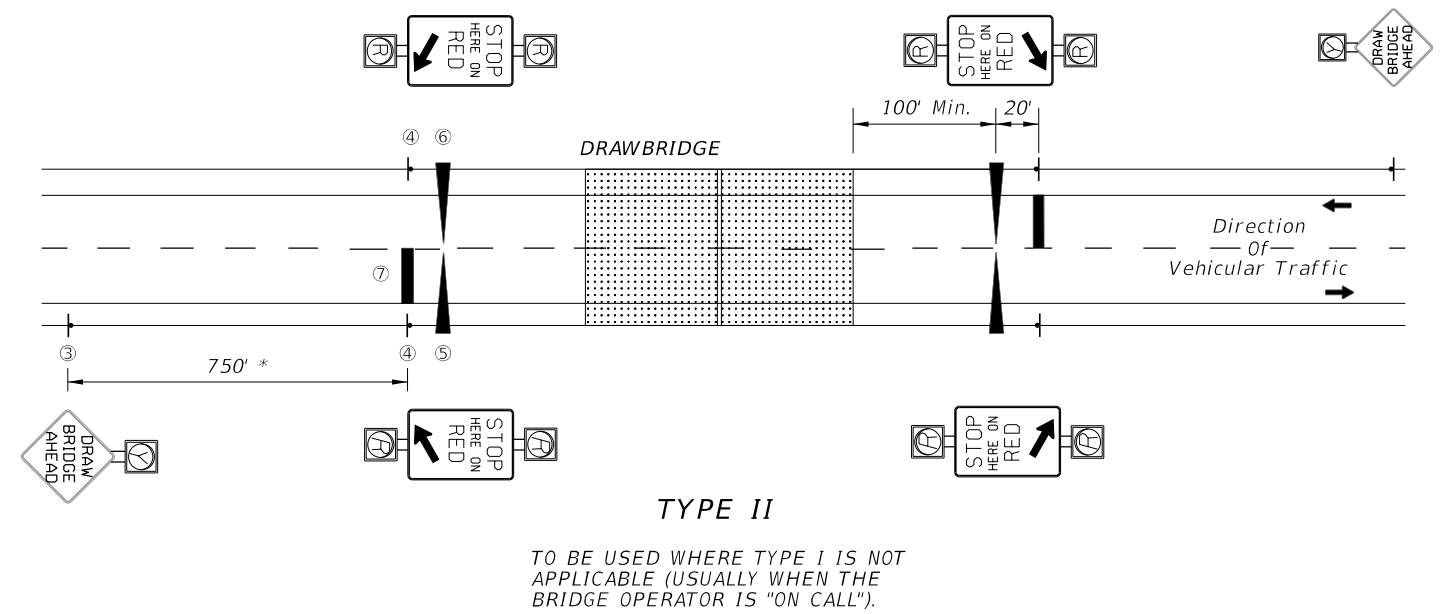 STOP
HERE ON
RED
R
R
STOP
HERE ON
RED
R
R
DRAW
BRIDGE
AHEAD
Y
100' Min.
20'
④
⑥
DRAWBRIDGE
Direction
Of
Vehicular Traffic
⑦
③
④
⑤
750' *
DRAW
BRIDGE
AHEAD
Y
STOP
HERE ON
RED
R
R
STOP
HERE ON
RED
R
R
TYPE II
TO BE USED WHERE TYPE I IS NOT
APPLICABLE (USUALLY WHEN THE
BRIDGE OPERATOR IS "ON CALL").